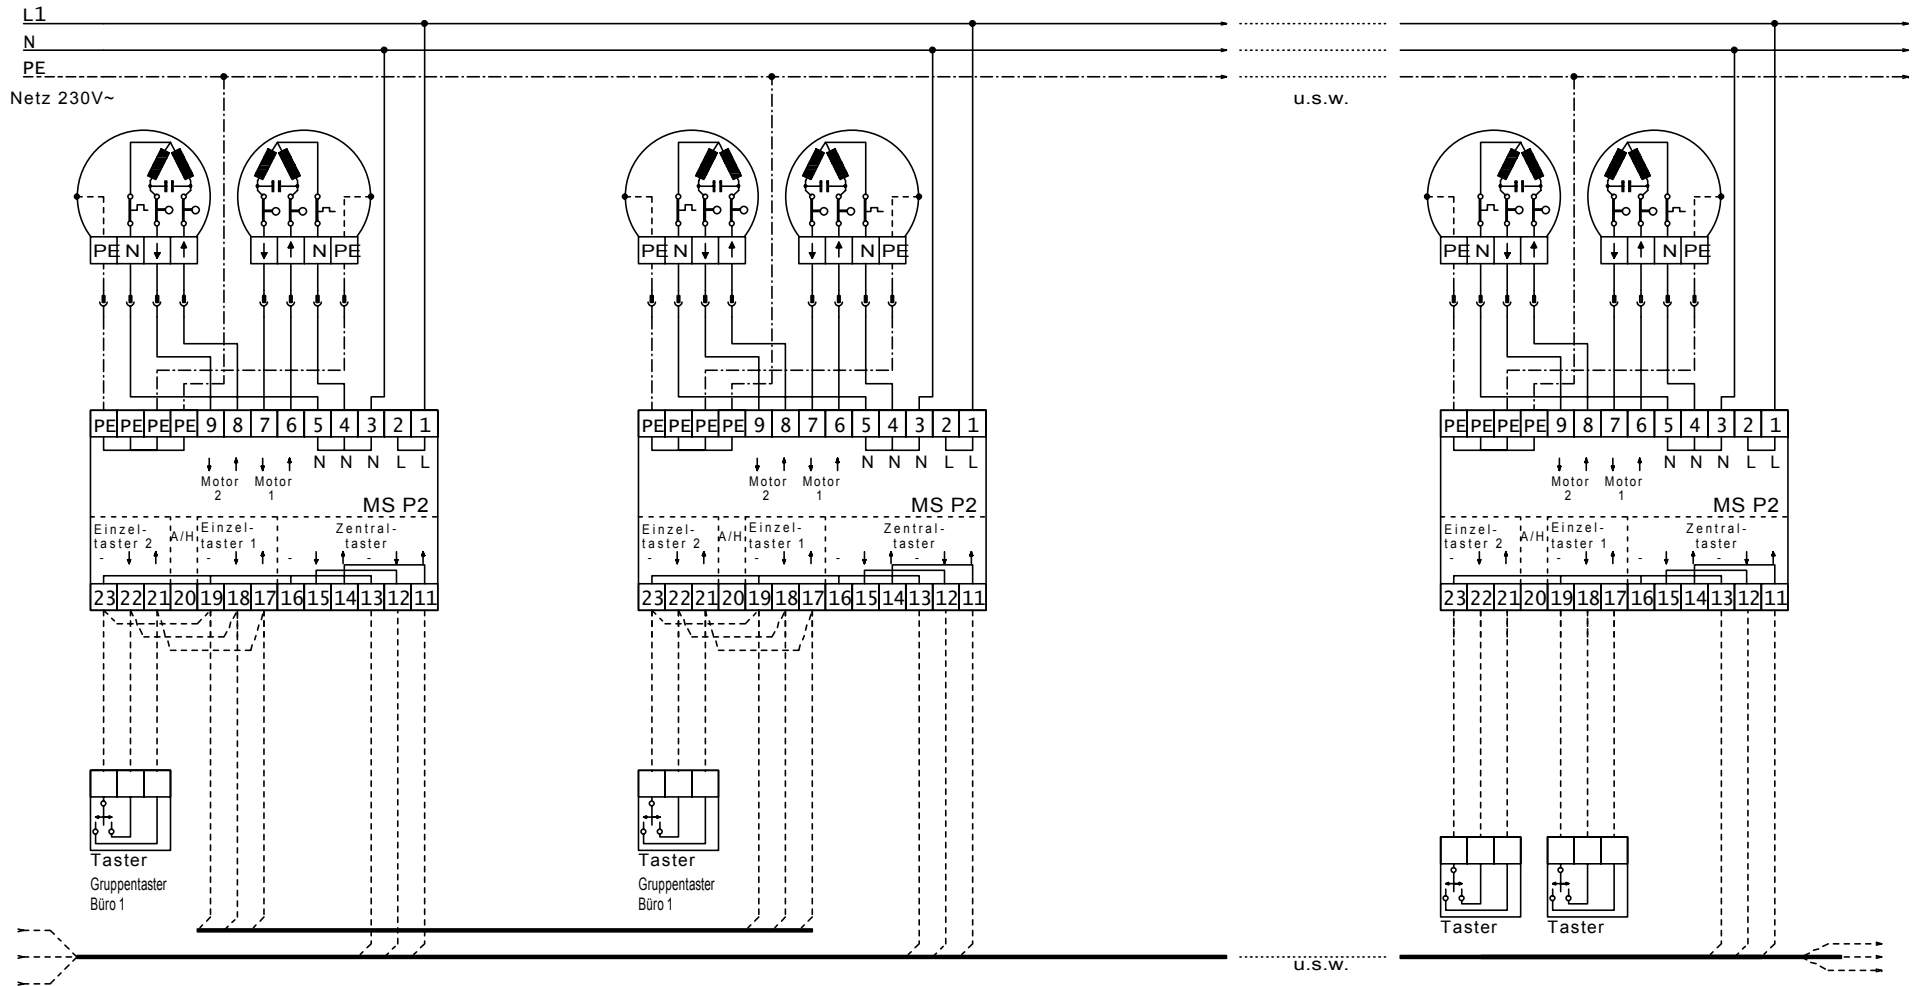 L1
N
PE
Netz 230V~
u.s.w.
PE N ↓ ↑ ↓ ↑ N PE
PE N ↓ ↑ ↓ ↑ N PE
PE N ↓ ↑ ↓ ↑ N PE
PE PE PE PE 9 8 7 6 5 4 3 2 1
↓ ↑ ↓ ↑ N N N L L
Motor 2
Motor 1
MS P2
Einzel-
taster 2
A/H
Einzel-
taster 1
Zentral-
taster
- ↓ ↑ - ↓ ↑ - ↓ ↑ - ↓ ↑
23 22 21 20 19 18 17 16 15 14 13 12 11
PE PE PE PE 9 8 7 6 5 4 3 2 1
↓ ↑ ↓ ↑ N N N L L
Motor 2
Motor 1
MS P2
Einzel-
taster 2
A/H
Einzel-
taster 1
Zentral-
taster
- ↓ ↑ - ↓ ↑ - ↓ ↑ - ↓ ↑
23 22 21 20 19 18 17 16 15 14 13 12 11
PE PE PE PE 9 8 7 6 5 4 3 2 1
↓ ↑ ↓ ↑ N N N L L
Motor 2
Motor 1
MS P2
Einzel-
taster 2
A/H
Einzel-
taster 1
Zentral-
taster
- ↓ ↑ - ↓ ↑ - ↓ ↑ - ↓ ↑
23 22 21 20 19 18 17 16 15 14 13 12 11
Taster
Gruppentaster
Büro 1
Taster
Gruppentaster
Büro 1
Taster
Taster
u.s.w.